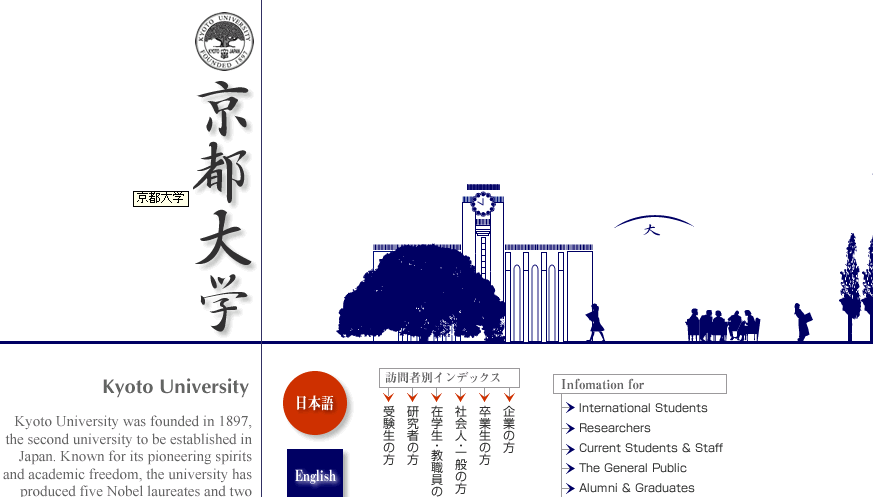 KYOTO UNIVERSITY
KYOTO JAPAN
FOUNDED 1897
京都大学
京都大学
大
Kyoto University
Kyoto University was founded in 1897,
the second university to be established in
Japan. Known for its pioneering spirits
and academic freedom, the university has
produced five Nobel laureates and two
日本語
English
訪問者別インデックス
受験生の方
研究者の方
在学生・教職員の
社会人・一般の方
卒業生の方
企業の方
Infomation for
International Students
Researchers
Current Students & Staff
The General Public
Alumni & Graduates